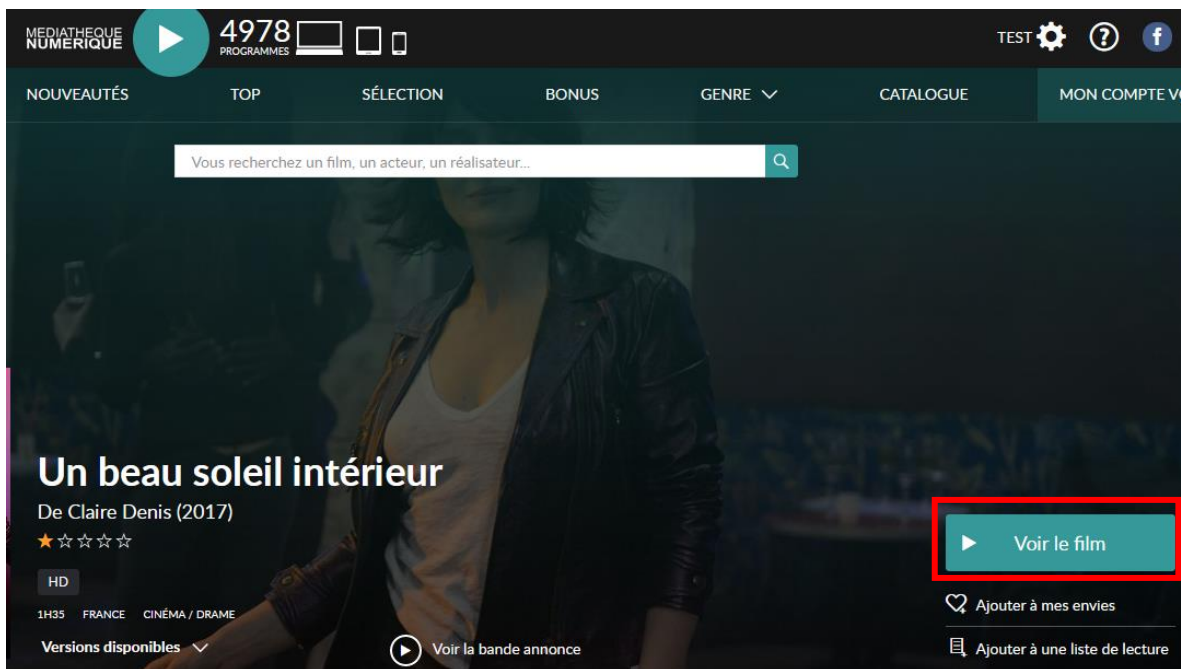 MEDIATHEQUE
NUMERIQUE
4978
PROGRAMMES
TEST
?
f
NOUVEAUTÉS TOP SÉLECTION BONUS GENRE CATALOGUE MON COMPTE
Vous recherchez un film, un acteur, un réalisateur...
Un beau soleil intérieur
De Claire Denis (2017)
HD
Voir le film
1H35 FRANCE CINÉMA / DRAME
Ajouter à mes envies
Versions disponibles
Voir la bande annonce
Ajouter à une liste de lecture